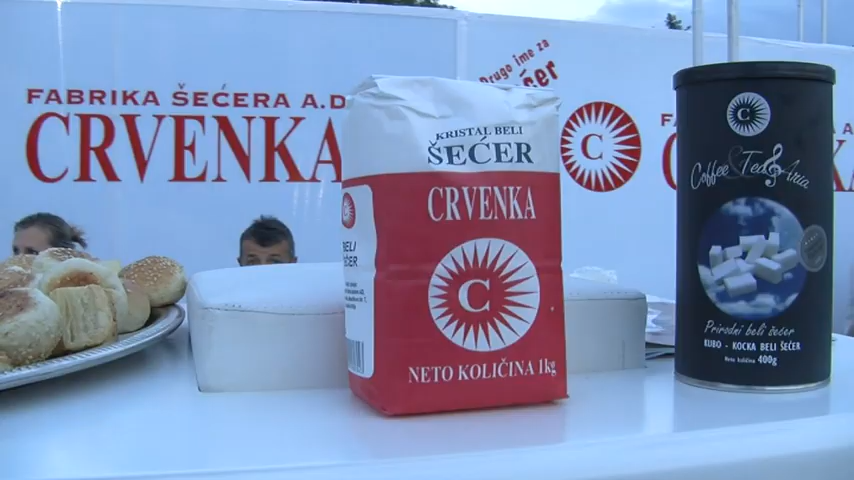 FABRIKA ŠEĆERA A.D
CRVENKA
Drugo ime za
C
KRISTAL BELI
ŠEĆER
CRVENKA
C
NETO KOLIČINA 1kg
BELI
ŠEĆER
C
Coffee & Tea Aria
Prirodni beli šećer
KUBO - KOCKA BELI ŠEĆER
Neto količina 400g